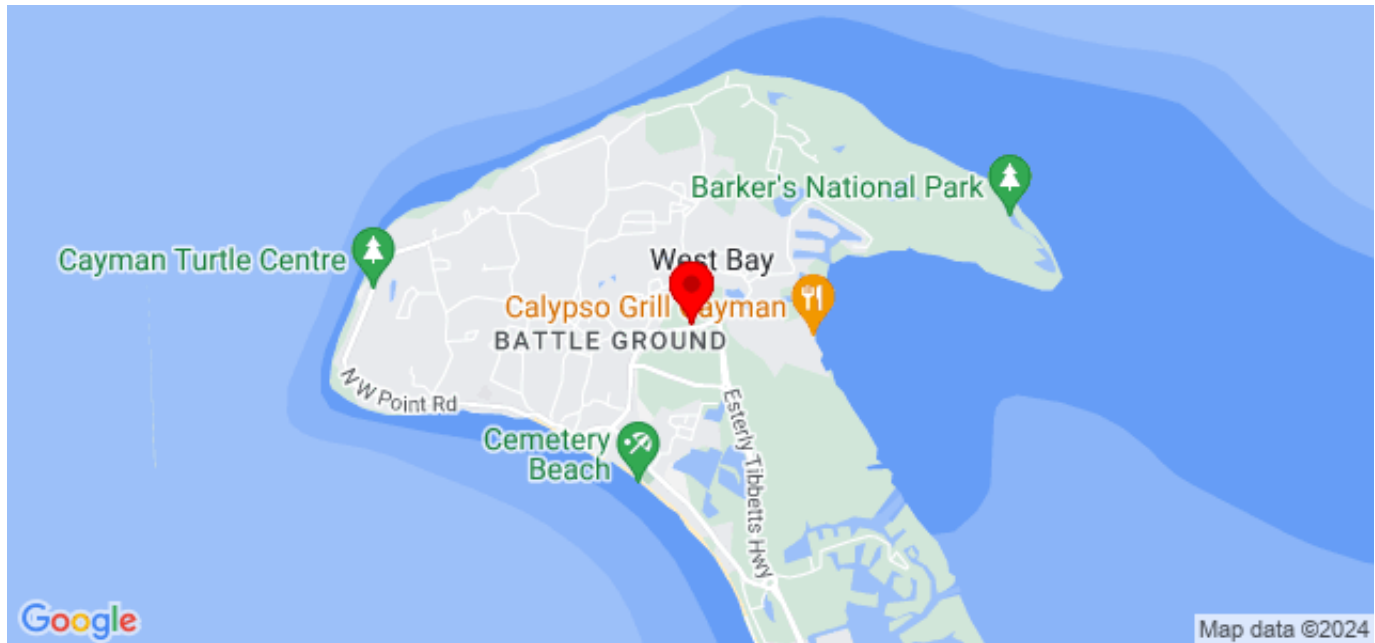 Barker's National Park
Cayman Turtle Centre
West Bay
Calypso Grill Cayman
BATTLE GROUND
N W Point Rd
Esterly Tibbetts Hwy
Cemetery
Beach
Google
Map data ©2024